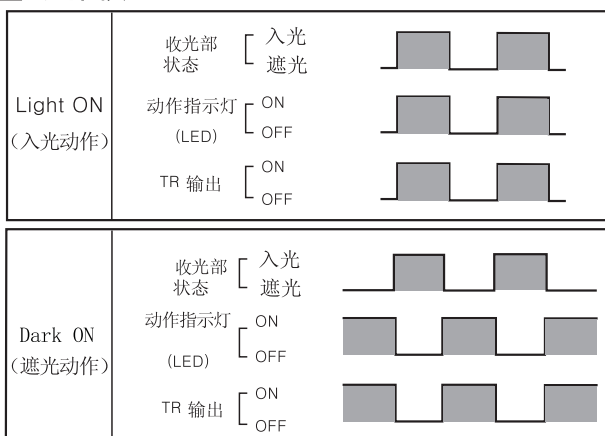 Light ON
(入光动作)
收光部
状态
入光
遮光
动作指示灯
(LED)
ON
OFF
TR 输出
ON
OFF
Dark ON
(遮光动作)
收光部
状态
入光
遮光
动作指示灯
(LED)
ON
OFF
TR 输出
ON
OFF